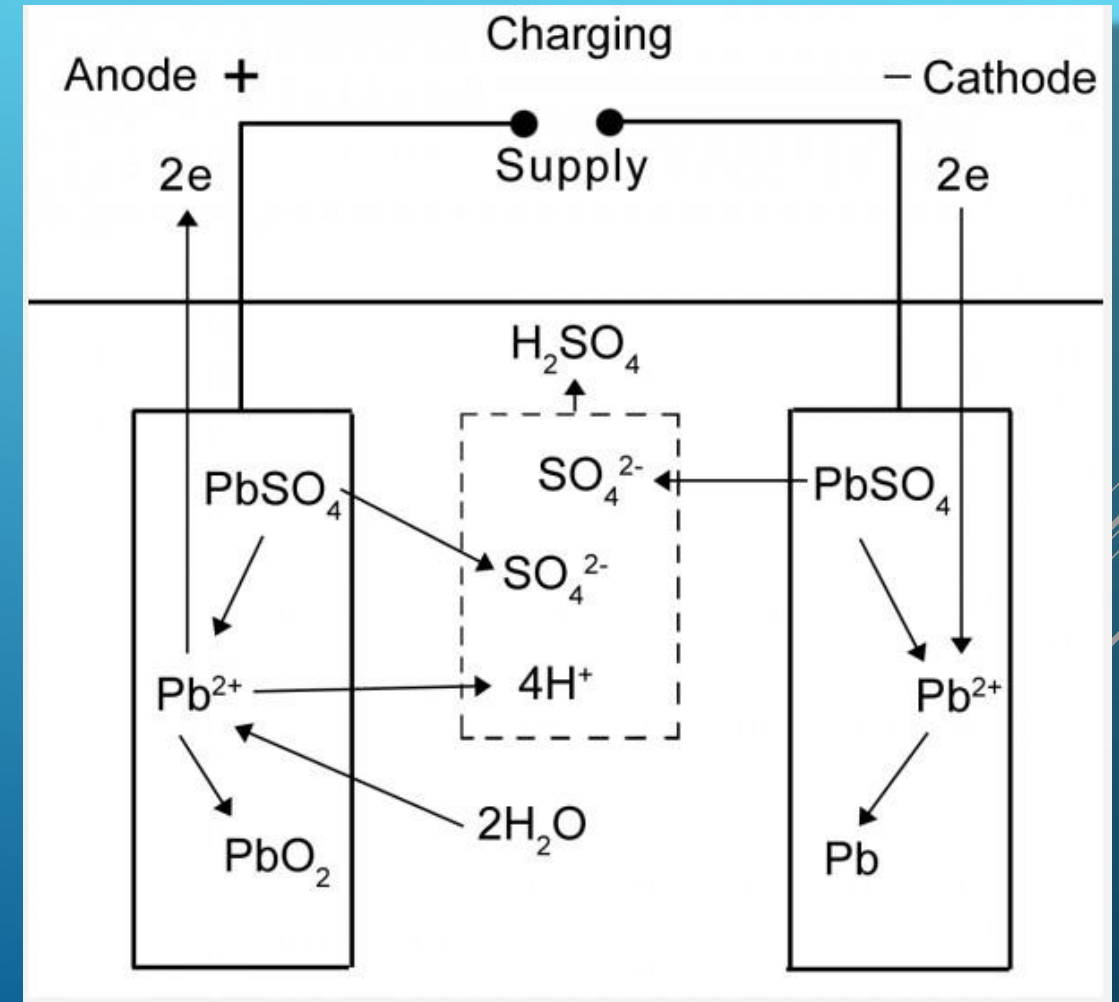 Charging
Anode +
− Cathode
Supply
2e
2e
H₂SO₄
PbSO₄
SO₄²⁻
PbSO₄
SO₄²⁻
Pb²⁺
4H⁺
Pb²⁺
2H₂O
PbO₂
Pb